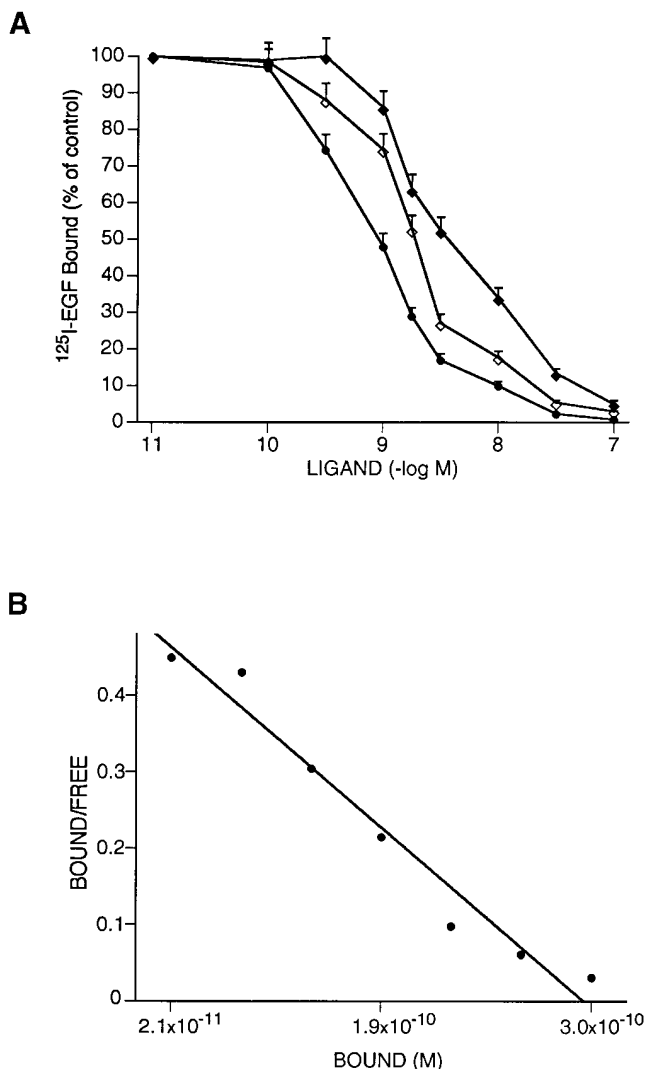 A
¹²⁵I-EGF Bound (% of control)
100
90
80
70
60
50
40
30
20
10
0
11 10 9 8 7
LIGAND (-log M)
B
BOUND/FREE
0.4
0.3
0.2
0.1
0
2.1x10⁻¹¹ 1.9x10⁻¹⁰ 3.0x10⁻¹⁰
BOUND (M)